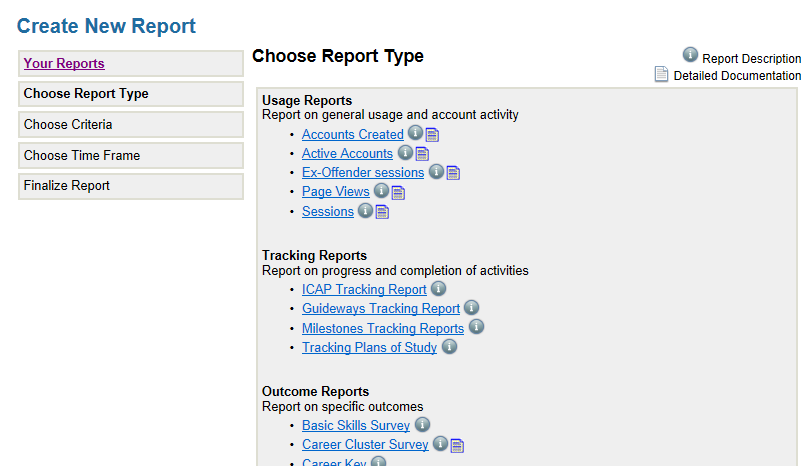 Create New Report
Your Reports
Choose Report Type
Choose Criteria
Choose Time Frame
Finalize Report
Choose Report Type
Report Description
Detailed Documentation
Usage Reports
Report on general usage and account activity
Accounts Created
Active Accounts
Ex-Offender sessions
Page Views
Sessions
Tracking Reports
Report on progress and completion of activities
ICAP Tracking Report
Guideways Tracking Report
Milestones Tracking Reports
Tracking Plans of Study
Outcome Reports
Report on specific outcomes
Basic Skills Survey
Career Cluster Survey
Career Key